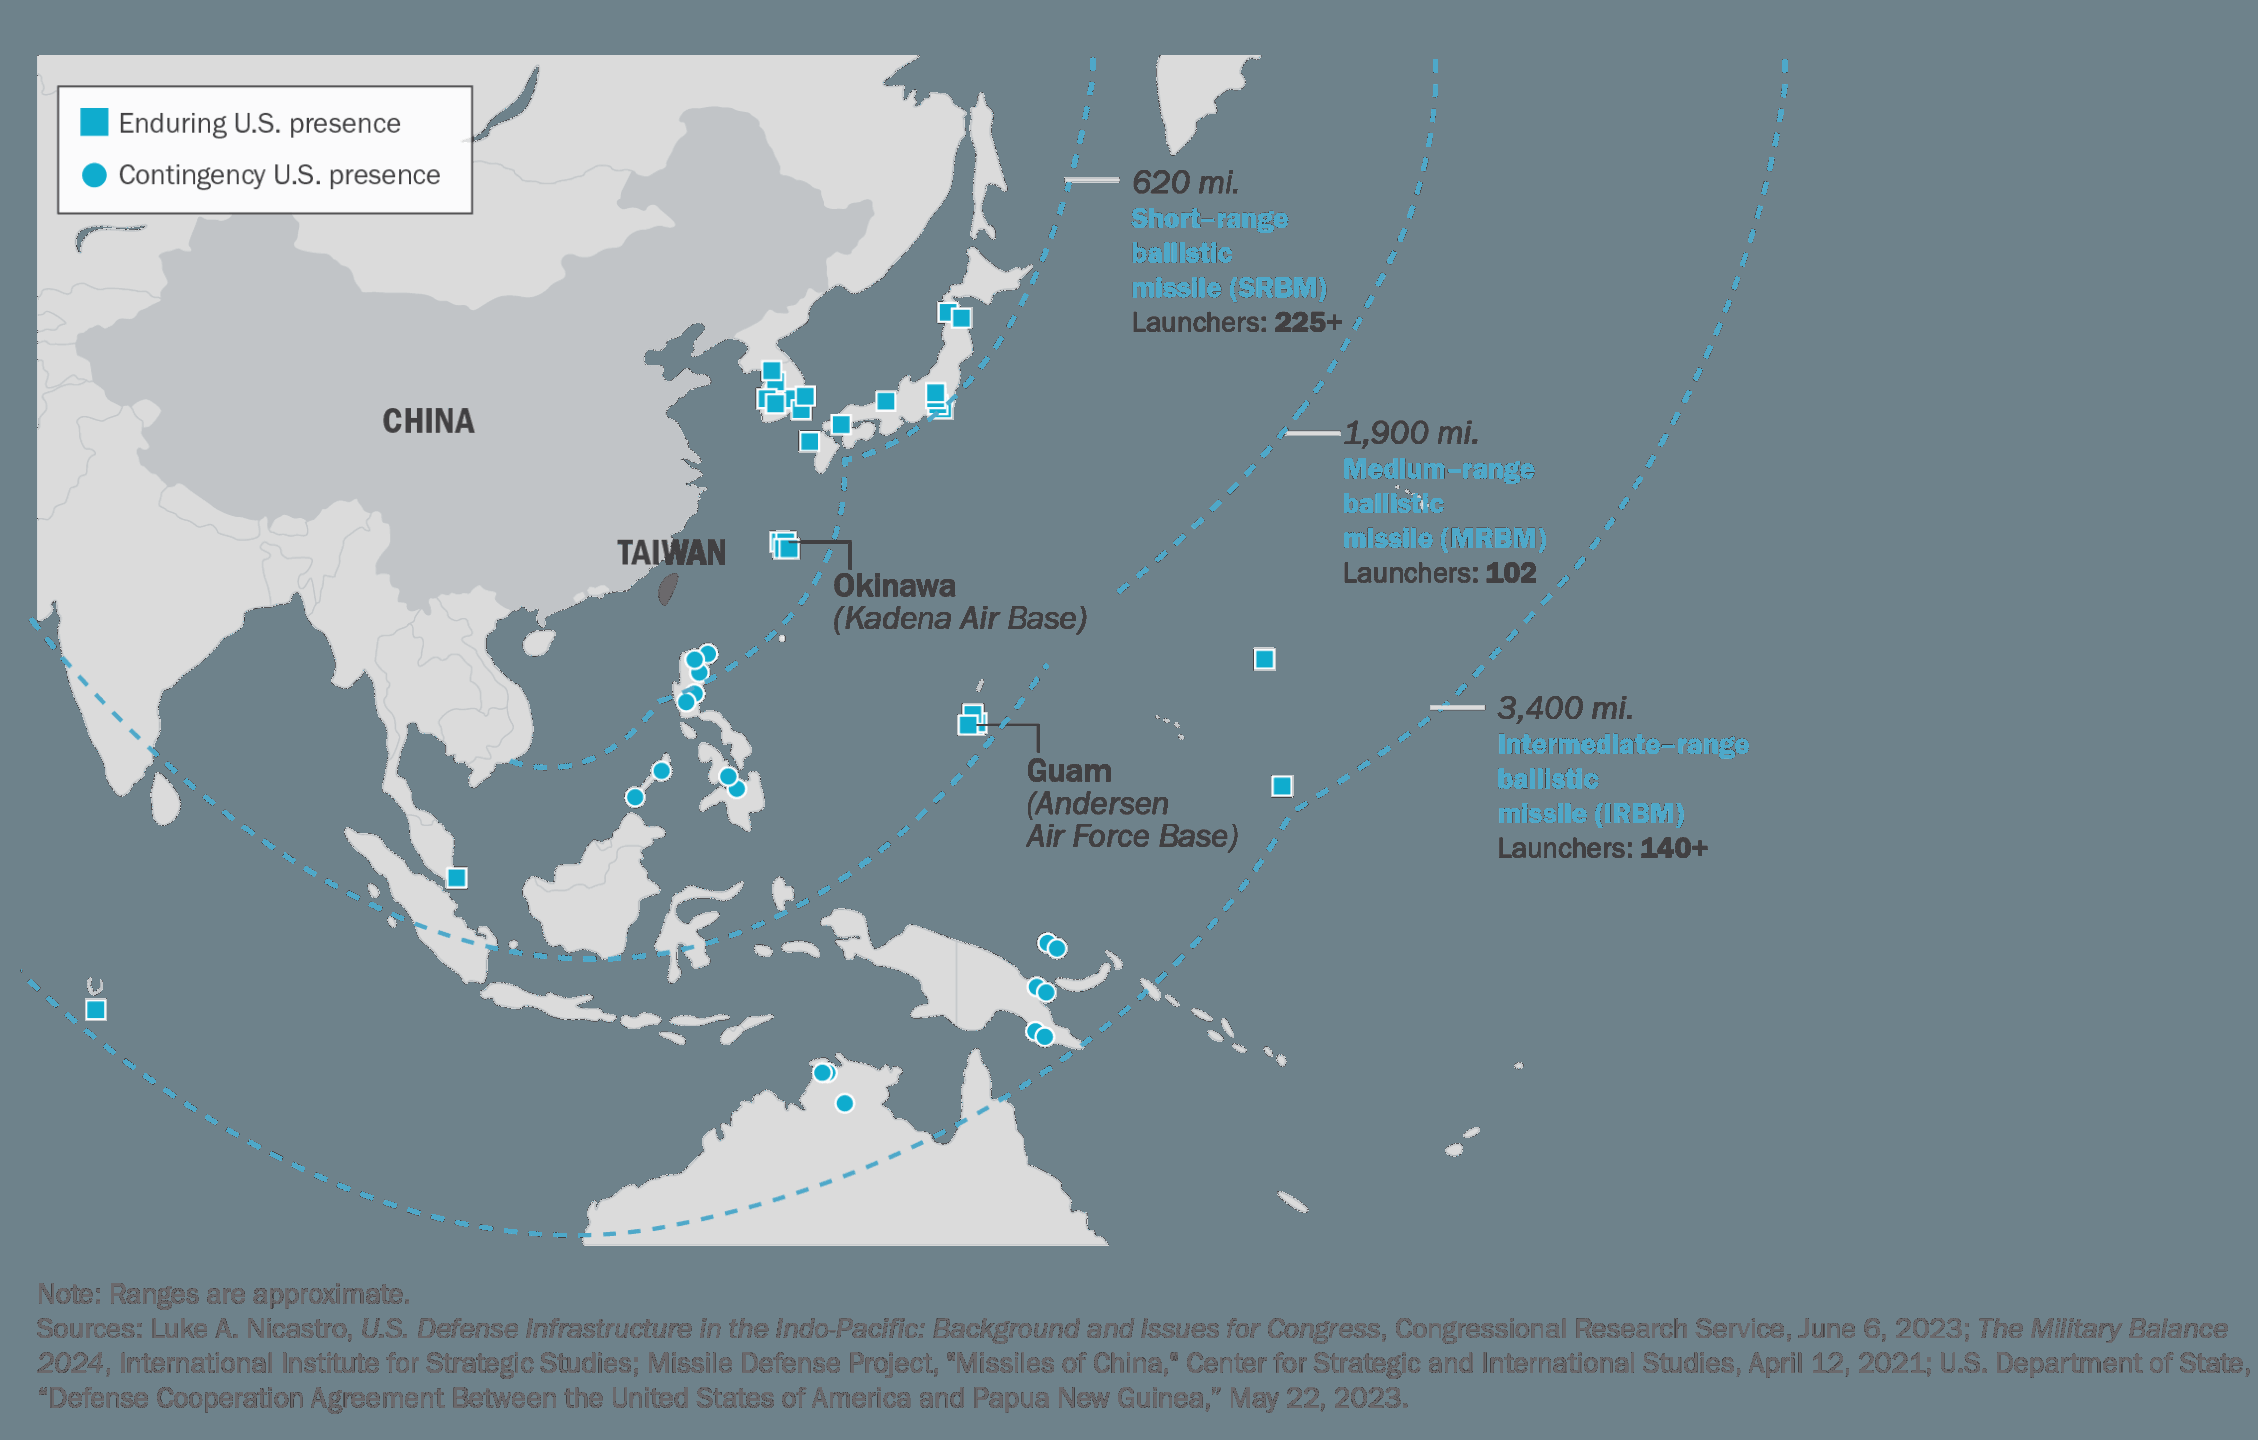 Enduring U.S. presence
Contingency U.S. presence
620 mi.
Short–range
ballistic
missile (SRBM)
Launchers: 225+
CHINA
1,900 mi.
Medium–range
ballistic
missile (MRBM)
Launchers: 102
TAIWAN
Okinawa
(Kadena Air Base)
3,400 mi.
Intermediate–range
ballistic
missile (IRBM)
Launchers: 140+
Guam
(Andersen
Air Force Base)
Note: Ranges are approximate.
Sources: Luke A. Nicastro, U.S. Defense Infrastructure in the Indo-Pacific: Background and Issues for Congress, Congressional Research Service, June 6, 2023; The Military Balance
2024, International Institute for Strategic Studies; Missile Defense Project, “Missiles of China,” Center for Strategic and International Studies, April 12, 2021; U.S. Department of State,
“Defense Cooperation Agreement Between the United States of America and Papua New Guinea,” May 22, 2023.